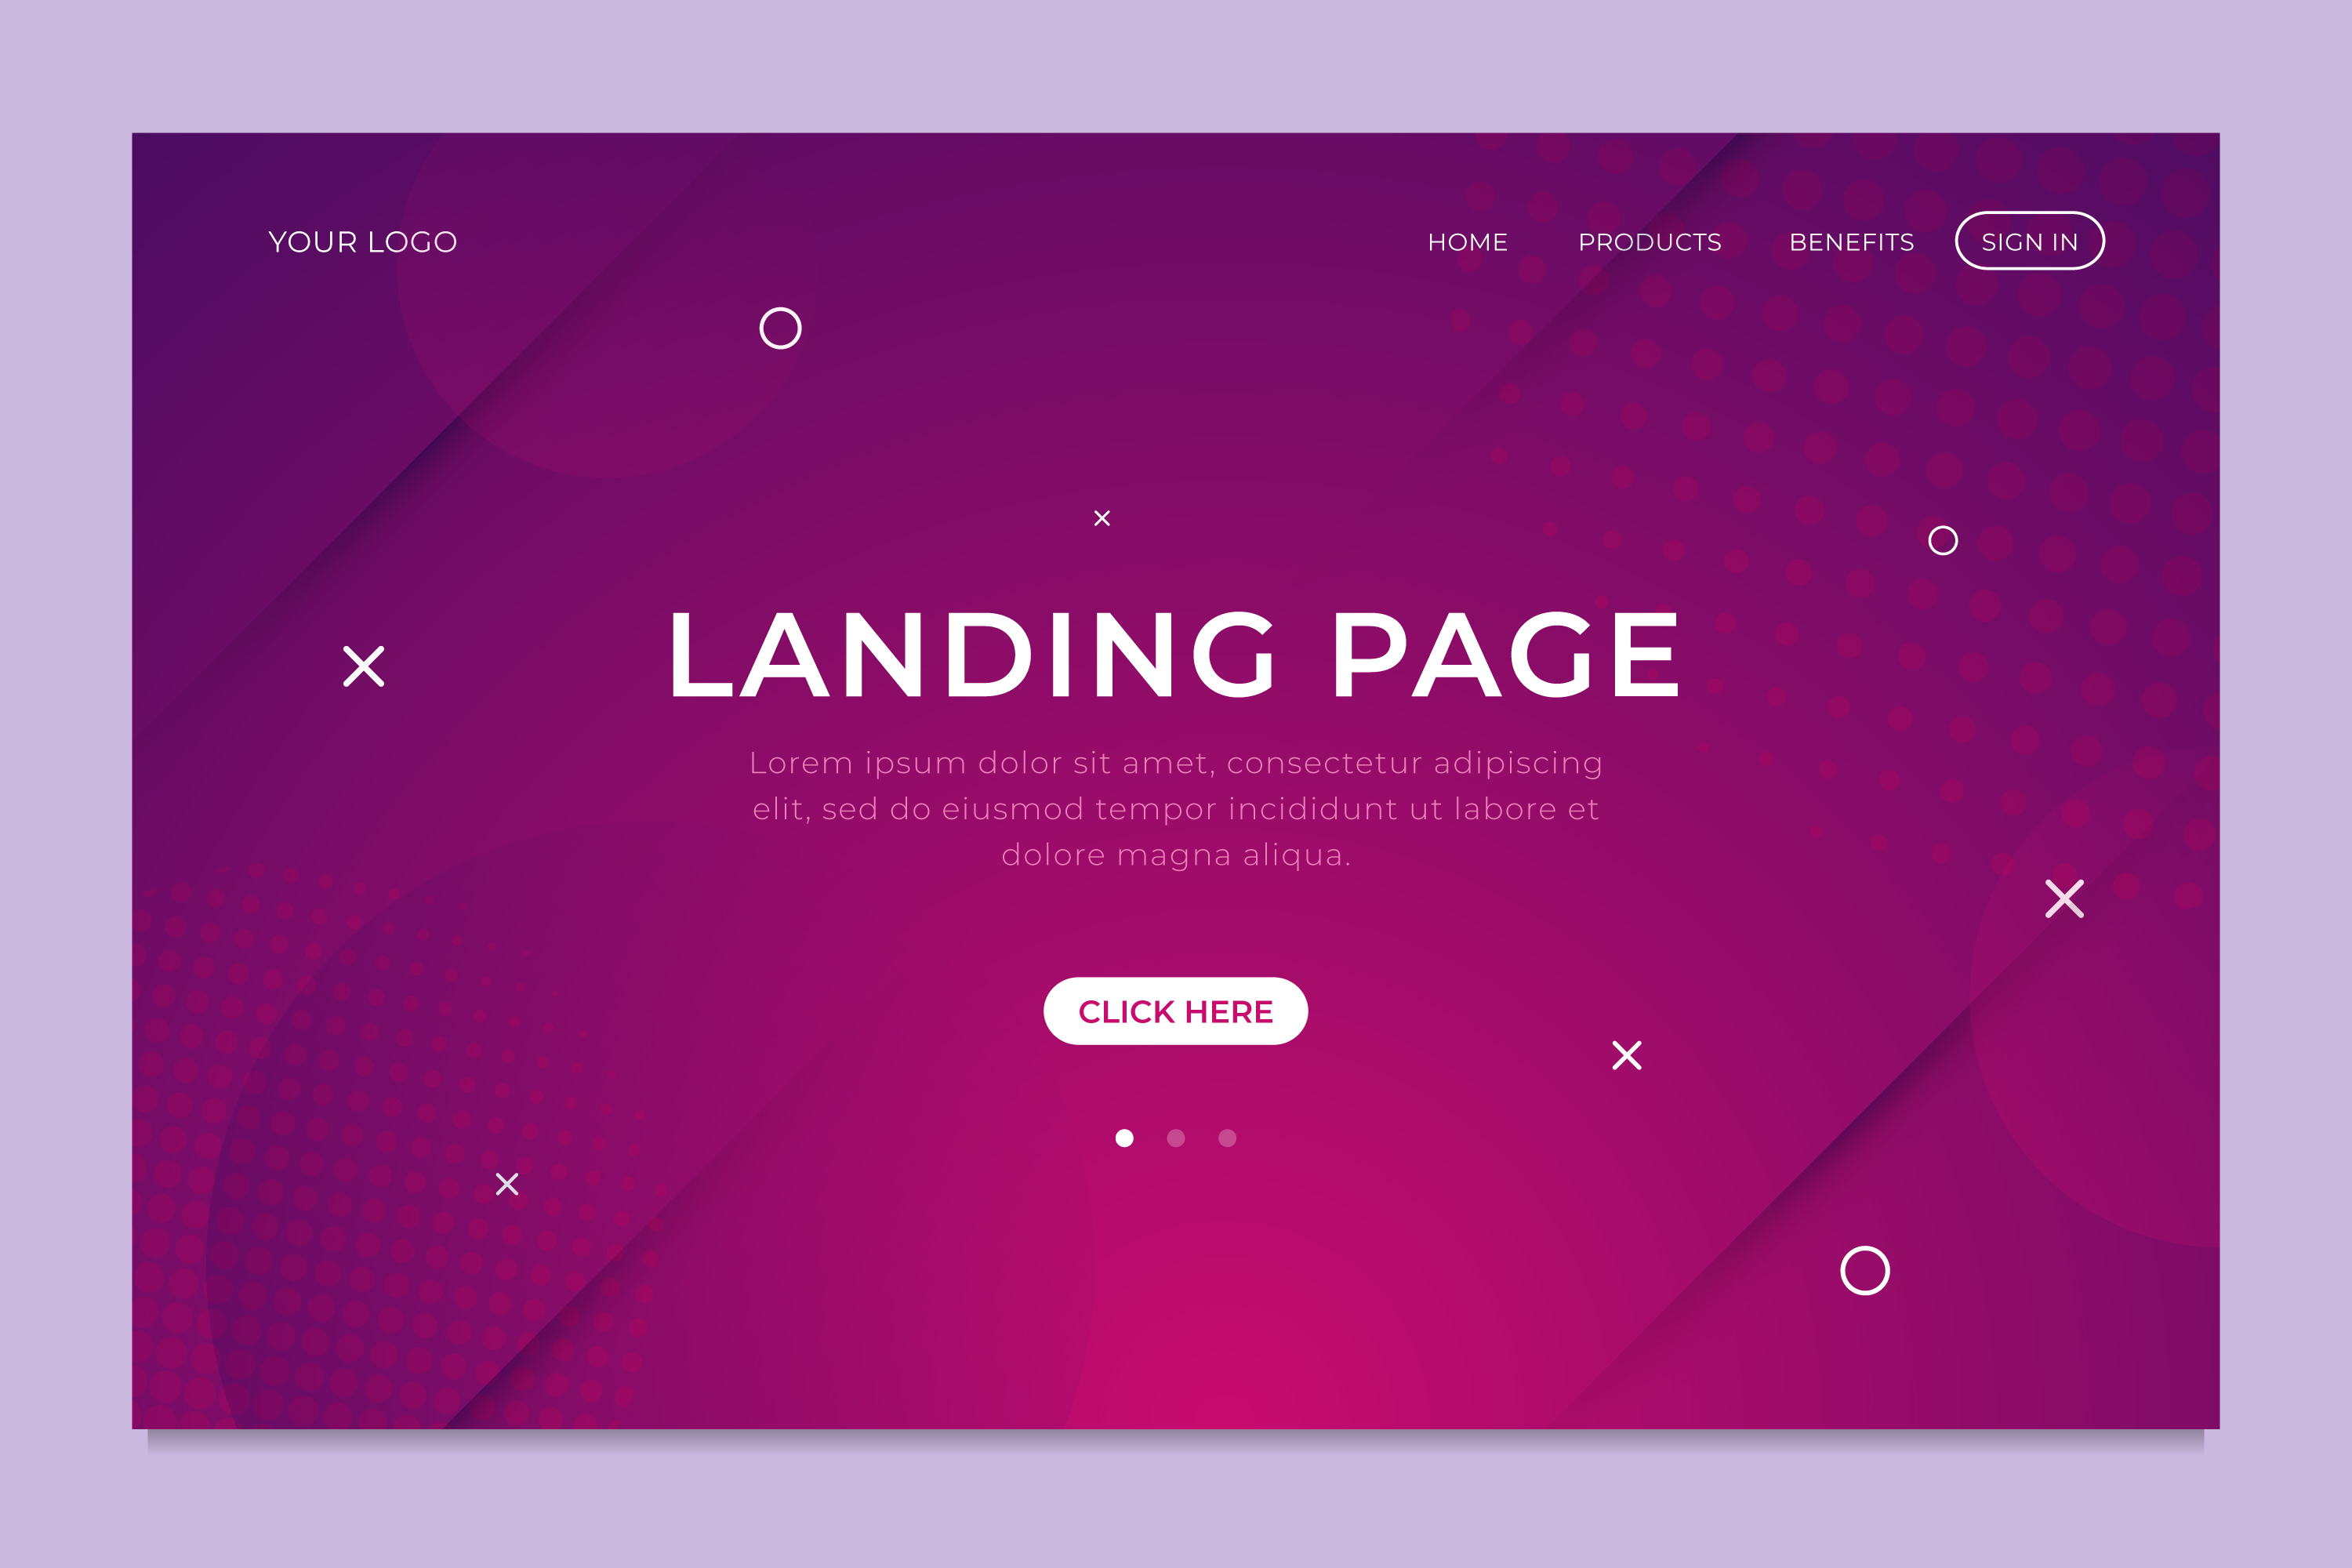 YOUR LOGO
HOME PRODUCTS BENEFITS SIGN IN
LANDING PAGE
Lorem ipsum dolor sit amet, consectetur adipiscing
elit, sed do eiusmod tempor incididunt ut labore et
dolore magna aliqua.
CLICK HERE